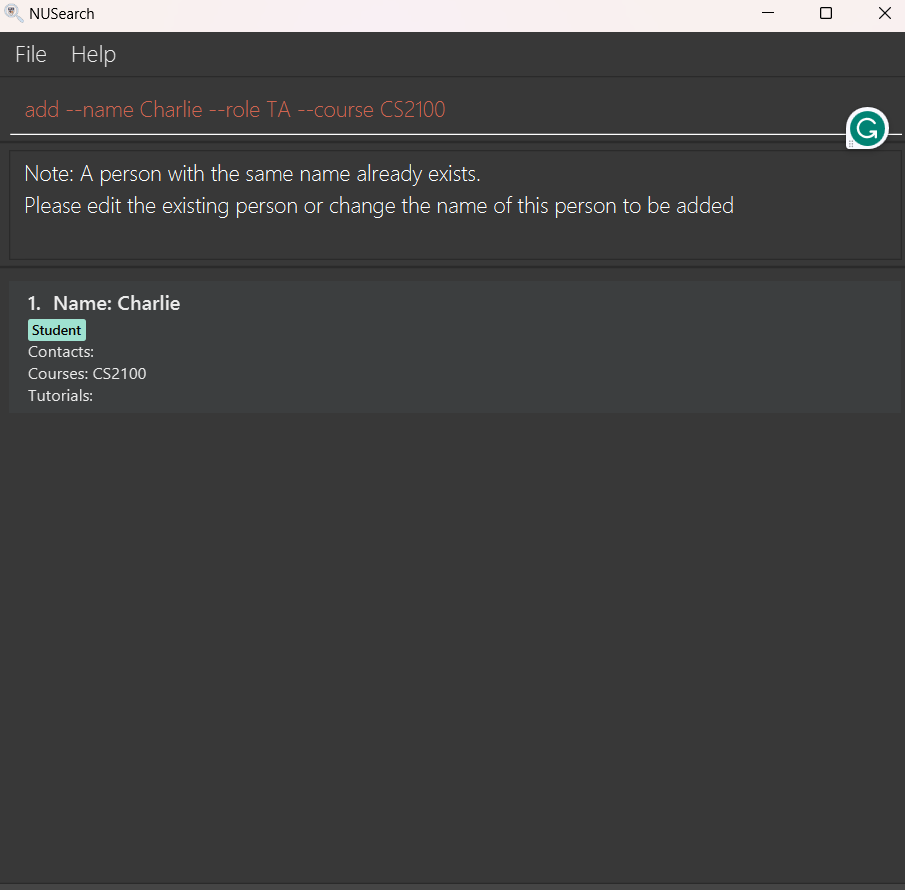 NUSearch
File Help
add --name Charlie --role TA --course CS2100
Note: A person with the same name already exists.
Please edit the existing person or change the name of this person to be added
1. Name: Charlie
Student
Contacts:
Courses: CS2100
Tutorials: